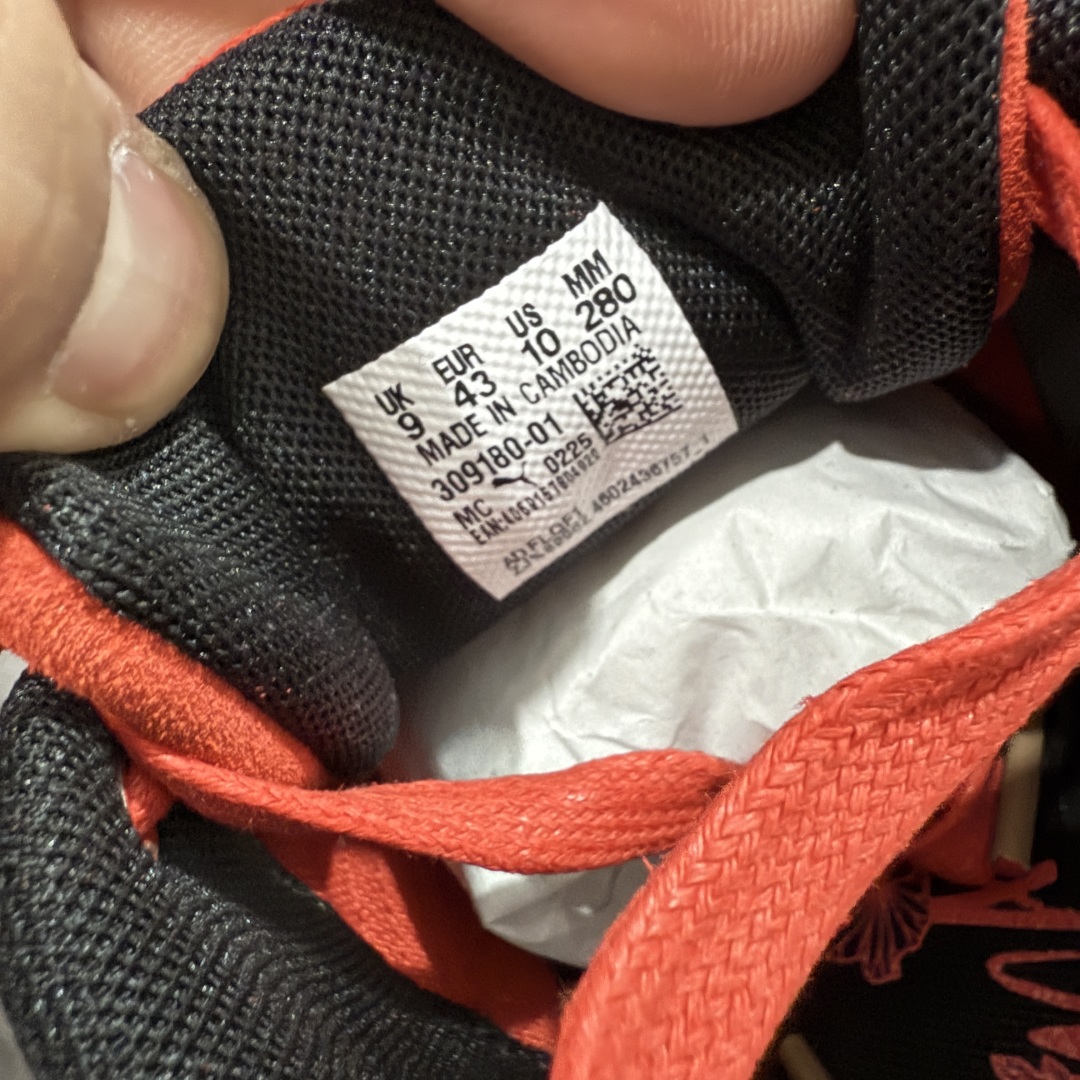 UK EUR US MM
9 43 10 280
MADE IN CAMBODIA
309180-01
MC 0225